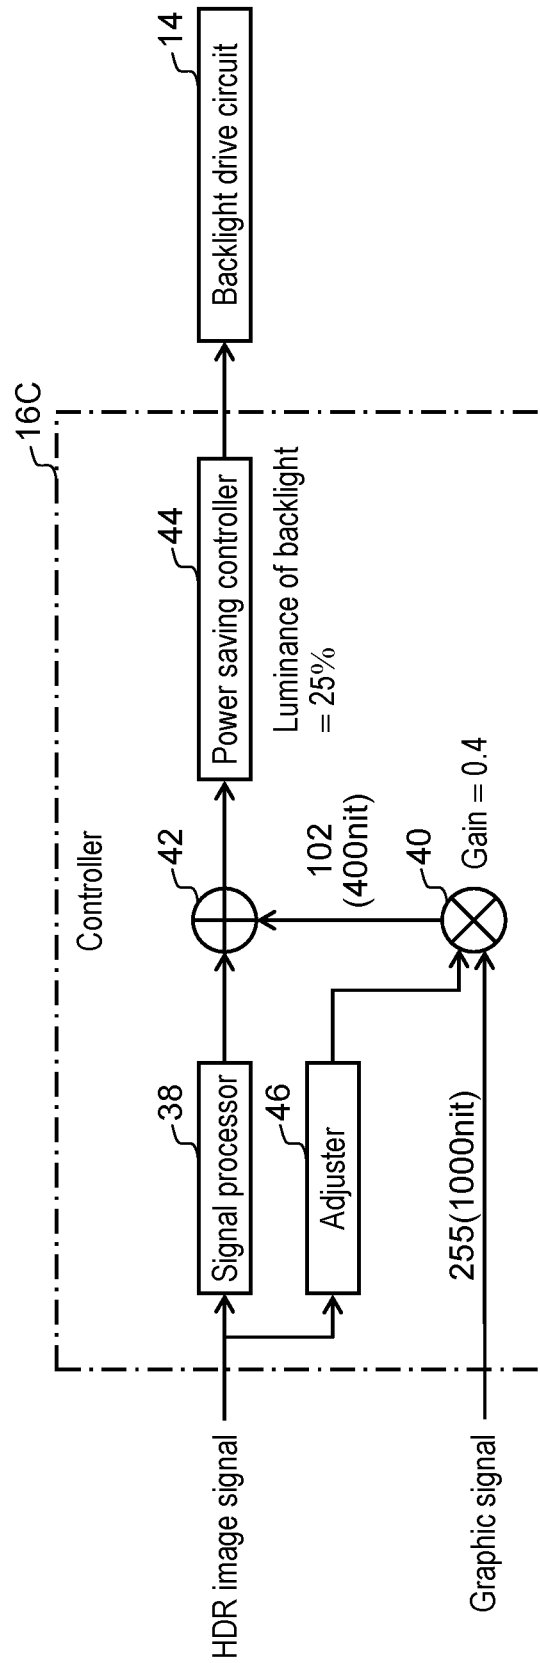 16C
Controller
HDR image signal
38
Signal processor
42
44
Power saving controller
Luminance of backlight
= 25%
14
Backlight drive circuit
46
Adjuster
102
(400nit)
40
Gain = 0.4
255(1000nit)
Graphic signal